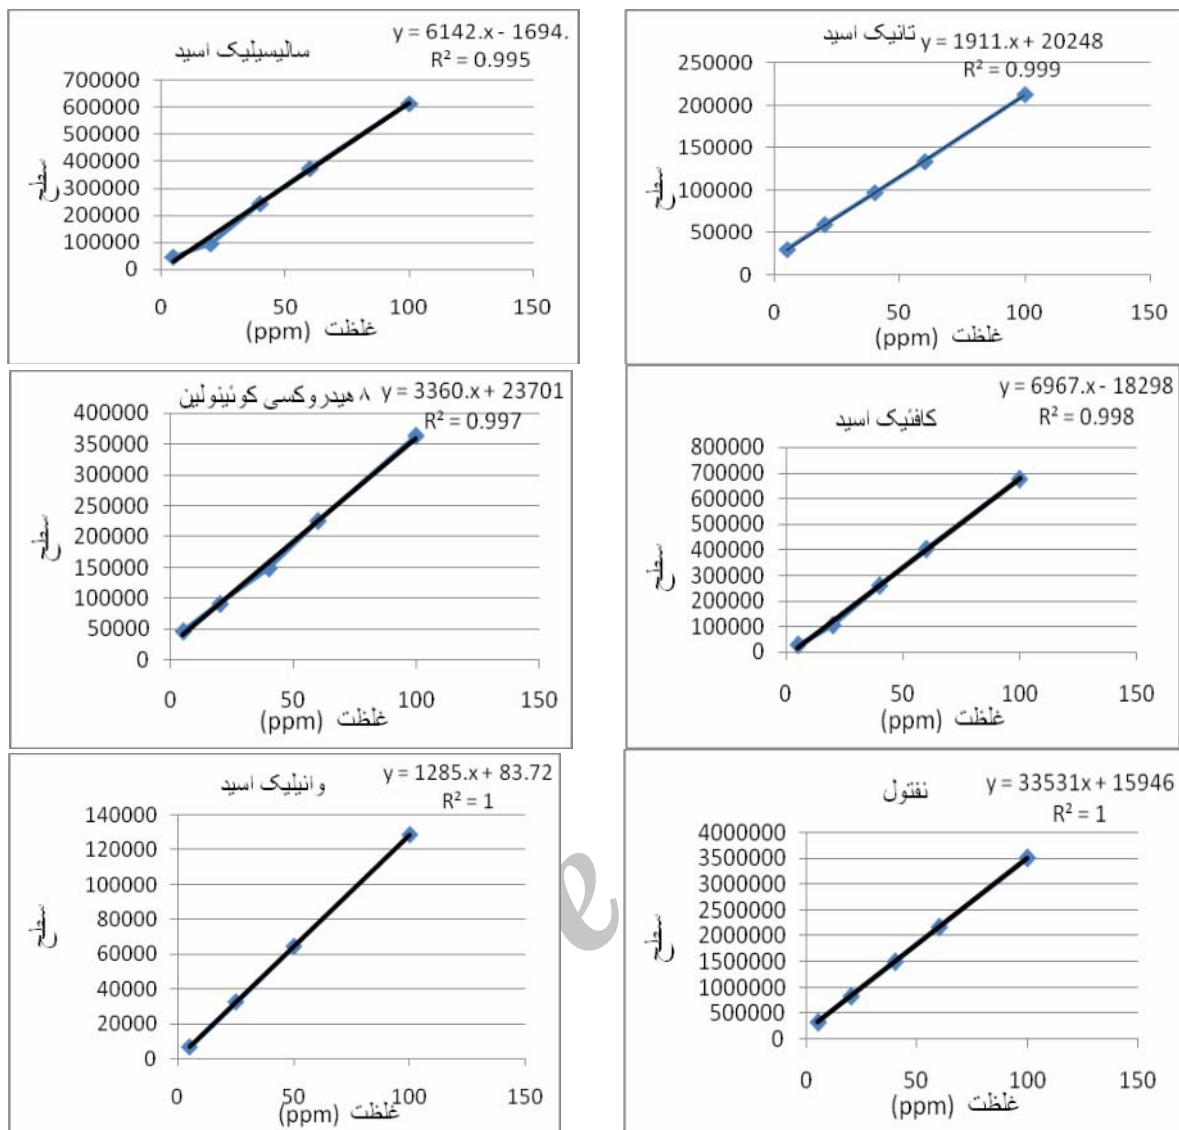 سالیسیلیک اسید
y = 6142.x - 1694.
R² = 0.995
700000
600000
500000
400000
300000
200000
100000
0
سطح
0 50 100 150
غلظت (ppm)
تانیک اسید
y = 1911.x + 20248
R² = 0.999
250000
200000
150000
100000
50000
0
سطح
0 50 100 150
غلظت (ppm)
۸ هیدروکسی کوئینولین
y = 3360.x + 23701
R² = 0.997
400000
350000
300000
250000
200000
150000
100000
50000
0
سطح
0 50 100 150
غلظت (ppm)
کافئیک اسید
y = 6967.x - 18298
R² = 0.998
800000
700000
600000
500000
400000
300000
200000
100000
0
سطح
0 50 100 150
غلظت (ppm)
وانیلیک اسید
y = 1285.x + 83.72
R² = 1
140000
120000
100000
80000
60000
40000
20000
0
سطح
0 50 100 150
غلظت (ppm)
نفتول
y = 33531x + 15946
R² = 1
4000000
3500000
3000000
2500000
2000000
1500000
1000000
500000
0
سطح
0 50 100 150
غلظت (ppm)
e